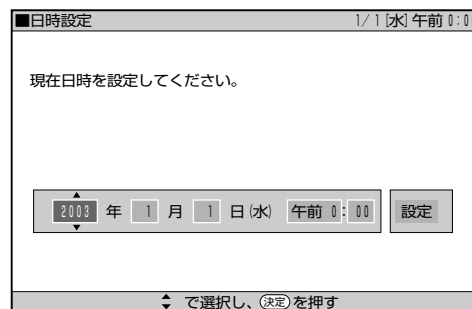 ■日時設定 1/ 1 [水] 午前 0:0
現在日時を設定してください。
2003 年 1 月 1 日 (水) 午前 0 : 00 設定
で選択し、決定を押す